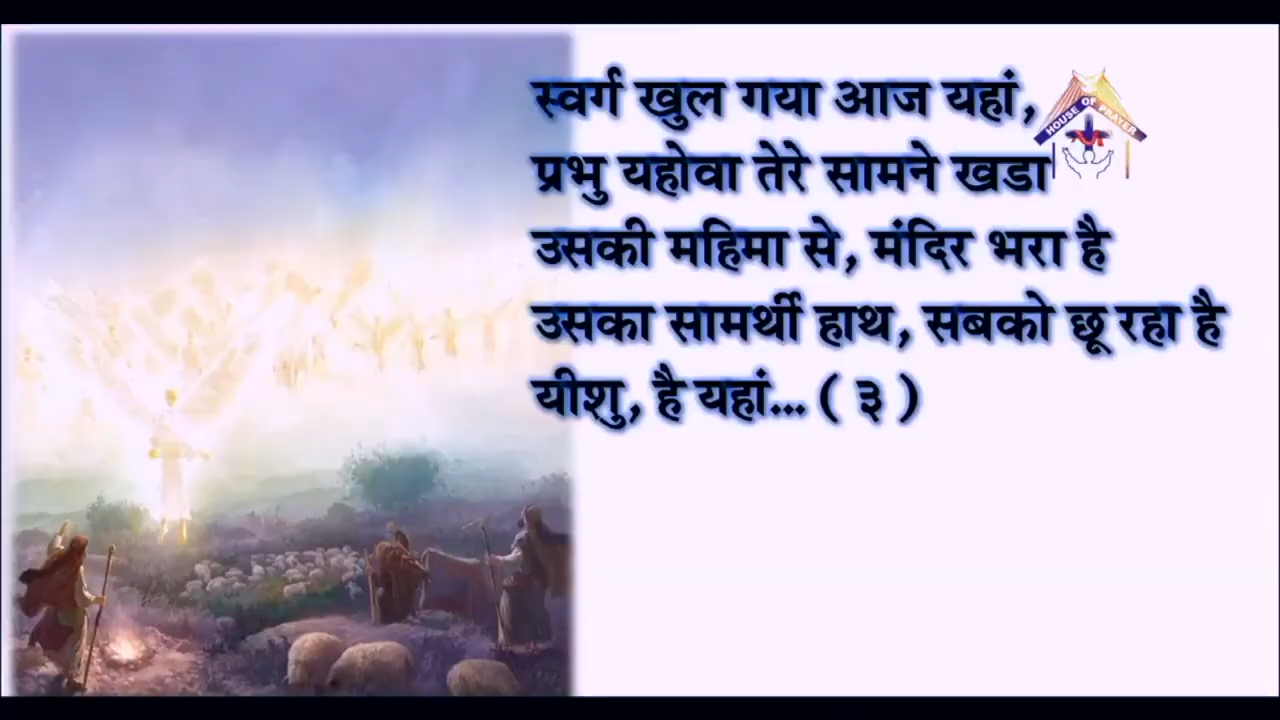 स्वर्ग खुल गया आज यहां,
प्रभु यहोवा तेरे सामने खडा
उसकी महिमा से, मंदिर भरा है
उसका सामर्थी हाथ, सबको छू रहा है
यीशु, है यहां... ( ३ )
HOUSE OF PRAYER